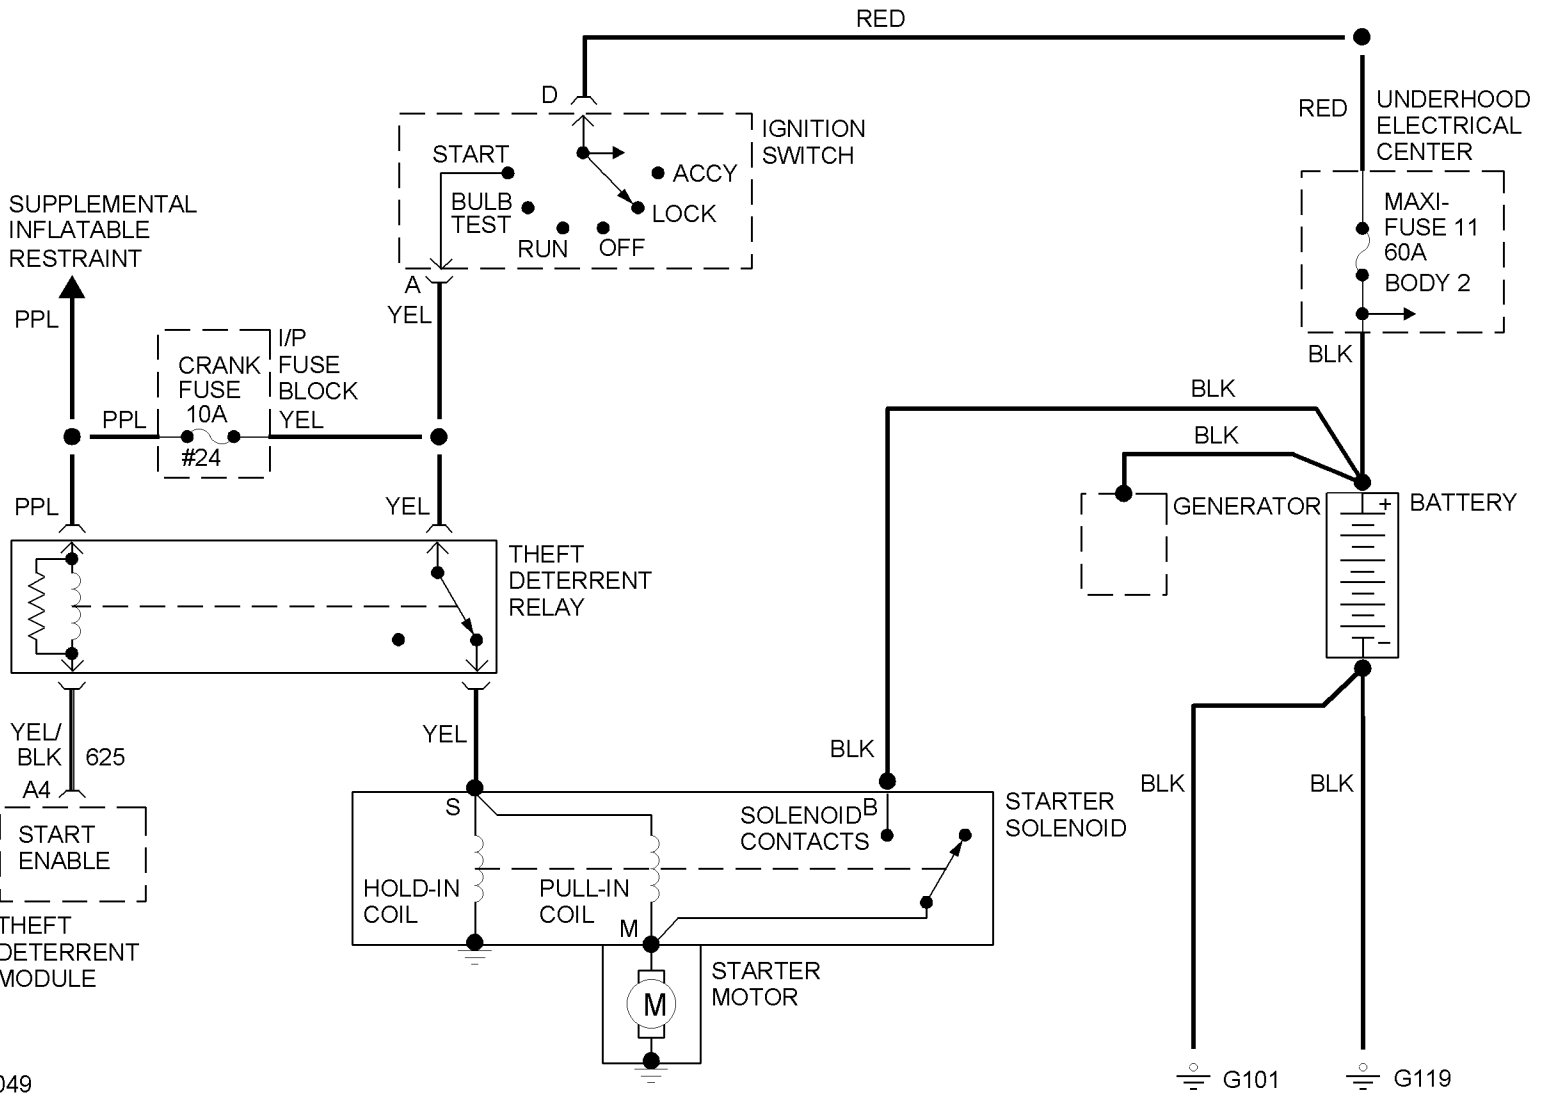 RED
D
IGNITION
SWITCH
START
ACCY
BULB
TEST
LOCK
RUN
OFF
A
YEL
RED
UNDERHOOD
ELECTRICAL
CENTER
MAXI-
FUSE 11
60A
BODY 2
BLK
SUPPLEMENTAL
INFLATABLE
RESTRAINT
PPL
I/P
FUSE
BLOCK
CRANK
FUSE
10A
#24
PPL
YEL
BLK
BLK
PPL
YEL
GENERATOR
+
BATTERY
−
THEFT
DETERRENT
RELAY
YEL/
BLK
625
A4
START
ENABLE
THEFT
DETERRENT
MODULE
YEL
BLK
S
SOLENOID
CONTACTS
B
STARTER
SOLENOID
HOLD-IN
COIL
PULL-IN
COIL
M
STARTER
MOTOR
M
BLK
BLK
G101
G119
049